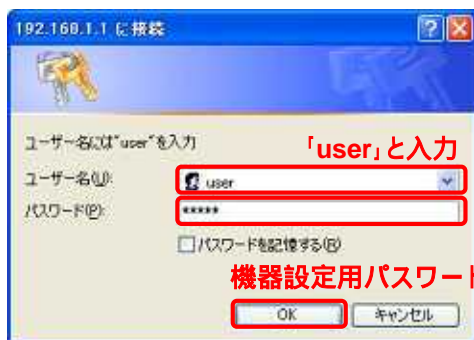 192.168.1.1 に接続
ユーザー名には"user"を入力
「user」と入力
ユーザー名(U):
user
パスワード(P):
*****
パスワードを記憶する(R)
機器設定用パスワー
OK
キャンセル